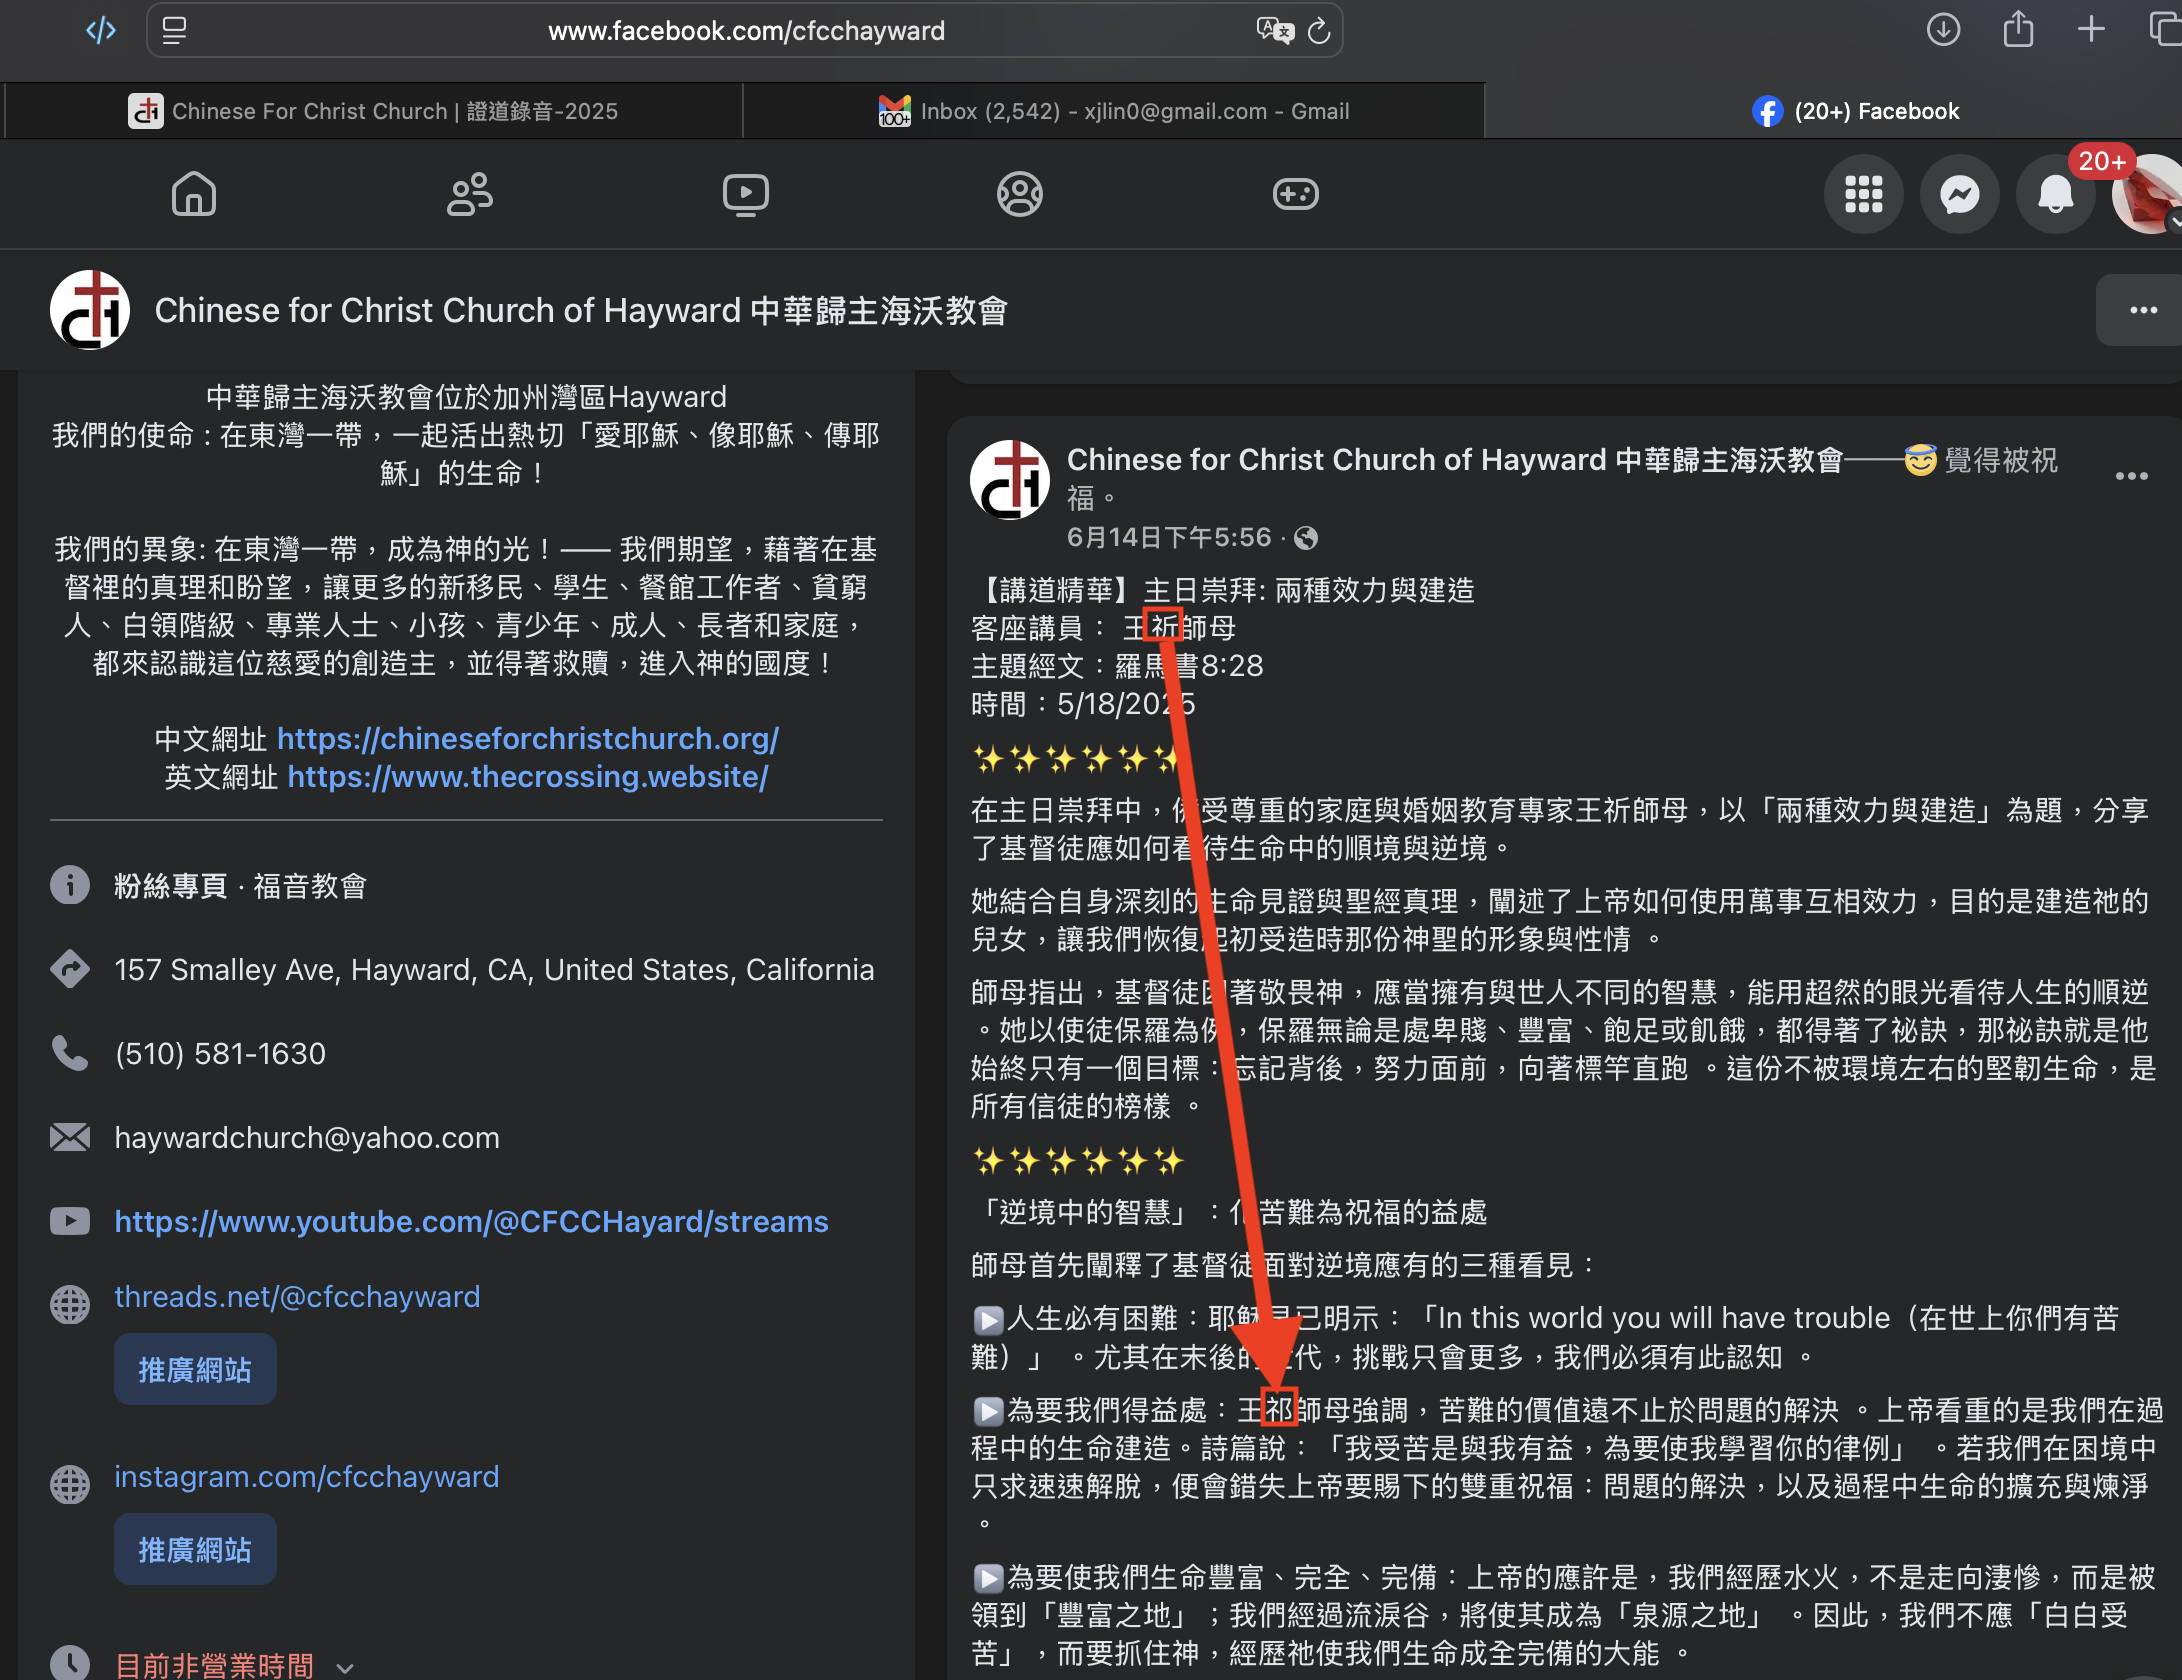 www.facebook.com/cfcchayward
Chinese For Christ Church | 證道錄音-2025
100+
Inbox (2,542) - xjlin0@gmail.com - Gmail
(20+) Facebook
20+
Chinese for Christ Church of Hayward 中華歸主海沃教會
中華歸主海沃教會位於加州灣區Hayward
我們的使命 : 在東灣一帶，一起活出熱切「愛耶穌、像耶穌、傳耶
穌」的生命！
我們的異象: 在東灣一帶，成為神的光！—— 我們期望，藉著在基
督裡的真理和盼望，讓更多的新移民、學生、餐館工作者、貧窮
人、白領階級、專業人士、小孩、青少年、成人、長者和家庭，
都來認識這位慈愛的創造主，並得著救贖，進入神的國度！
中文網址 https://chineseforchristchurch.org/
英文網址 https://www.thecrossing.website/
粉絲專頁 · 福音教會
157 Smalley Ave, Hayward, CA, United States, California
(510) 581-1630
haywardchurch@yahoo.com
https://www.youtube.com/@CFCCHayard/streams
threads.net/@cfcchayward
推廣網站
instagram.com/cfcchayward
推廣網站
目前非營業時間
Chinese for Christ Church of Hayward 中華歸主海沃教會——😇覺得被祝
福。
6月14日下午5:56 ·
【講道精華】主日崇拜: 兩種效力與建造
客座講員： 王祈師母
主題經文：羅馬書8:28
時間：5/18/2025
✨✨✨✨✨✨
在主日崇拜中，備受尊重的家庭與婚姻教育專家王祈師母，以「兩種效力與建造」為題，分享
了基督徒應如何看待生命中的順境與逆境。
她結合自身深刻的生命見證與聖經真理，闡述了上帝如何使用萬事互相效力，目的是建造祂的
兒女，讓我們恢復起初受造時那份神聖的形象與性情 。
師母指出，基督徒因著敬畏神，應當擁有與世人不同的智慧，能用超然的眼光看待人生的順逆
。她以使徒保羅為例，保羅無論是處卑賤、豐富、飽足或飢餓，都得著了祕訣，那祕訣就是他
始終只有一個目標：忘記背後，努力面前，向著標竿直跑 。這份不被環境左右的堅韌生命，是
所有信徒的榜樣 。
✨✨✨✨✨✨
「逆境中的智慧」：化苦難為祝福的益處
師母首先闡釋了基督徒面對逆境應有的三種看見：
▶️人生必有困難：耶穌早已明示：「In this world you will have trouble（在世上你們有苦
難）」 。尤其在末後的世代，挑戰只會更多，我們必須有此認知 。
▶️為要我們得益處：王祁師母強調，苦難的價值遠不止於問題的解決 。上帝看重的是我們在過
程中的生命建造。詩篇說：「我受苦是與我有益，為要使我學習你的律例」 。若我們在困境中
只求速速解脫，便會錯失上帝要賜下的雙重祝福：問題的解決，以及過程中生命的擴充與煉淨
。
▶️為要使我們生命豐富、完全、完備：上帝的應許是，我們經歷水火，不是走向淒慘，而是被
領到「豐富之地」；我們經過流淚谷，將使其成為「泉源之地」 。因此，我們不應「白白受
苦」，而要抓住神，經歷祂使我們生命成全完備的大能 。